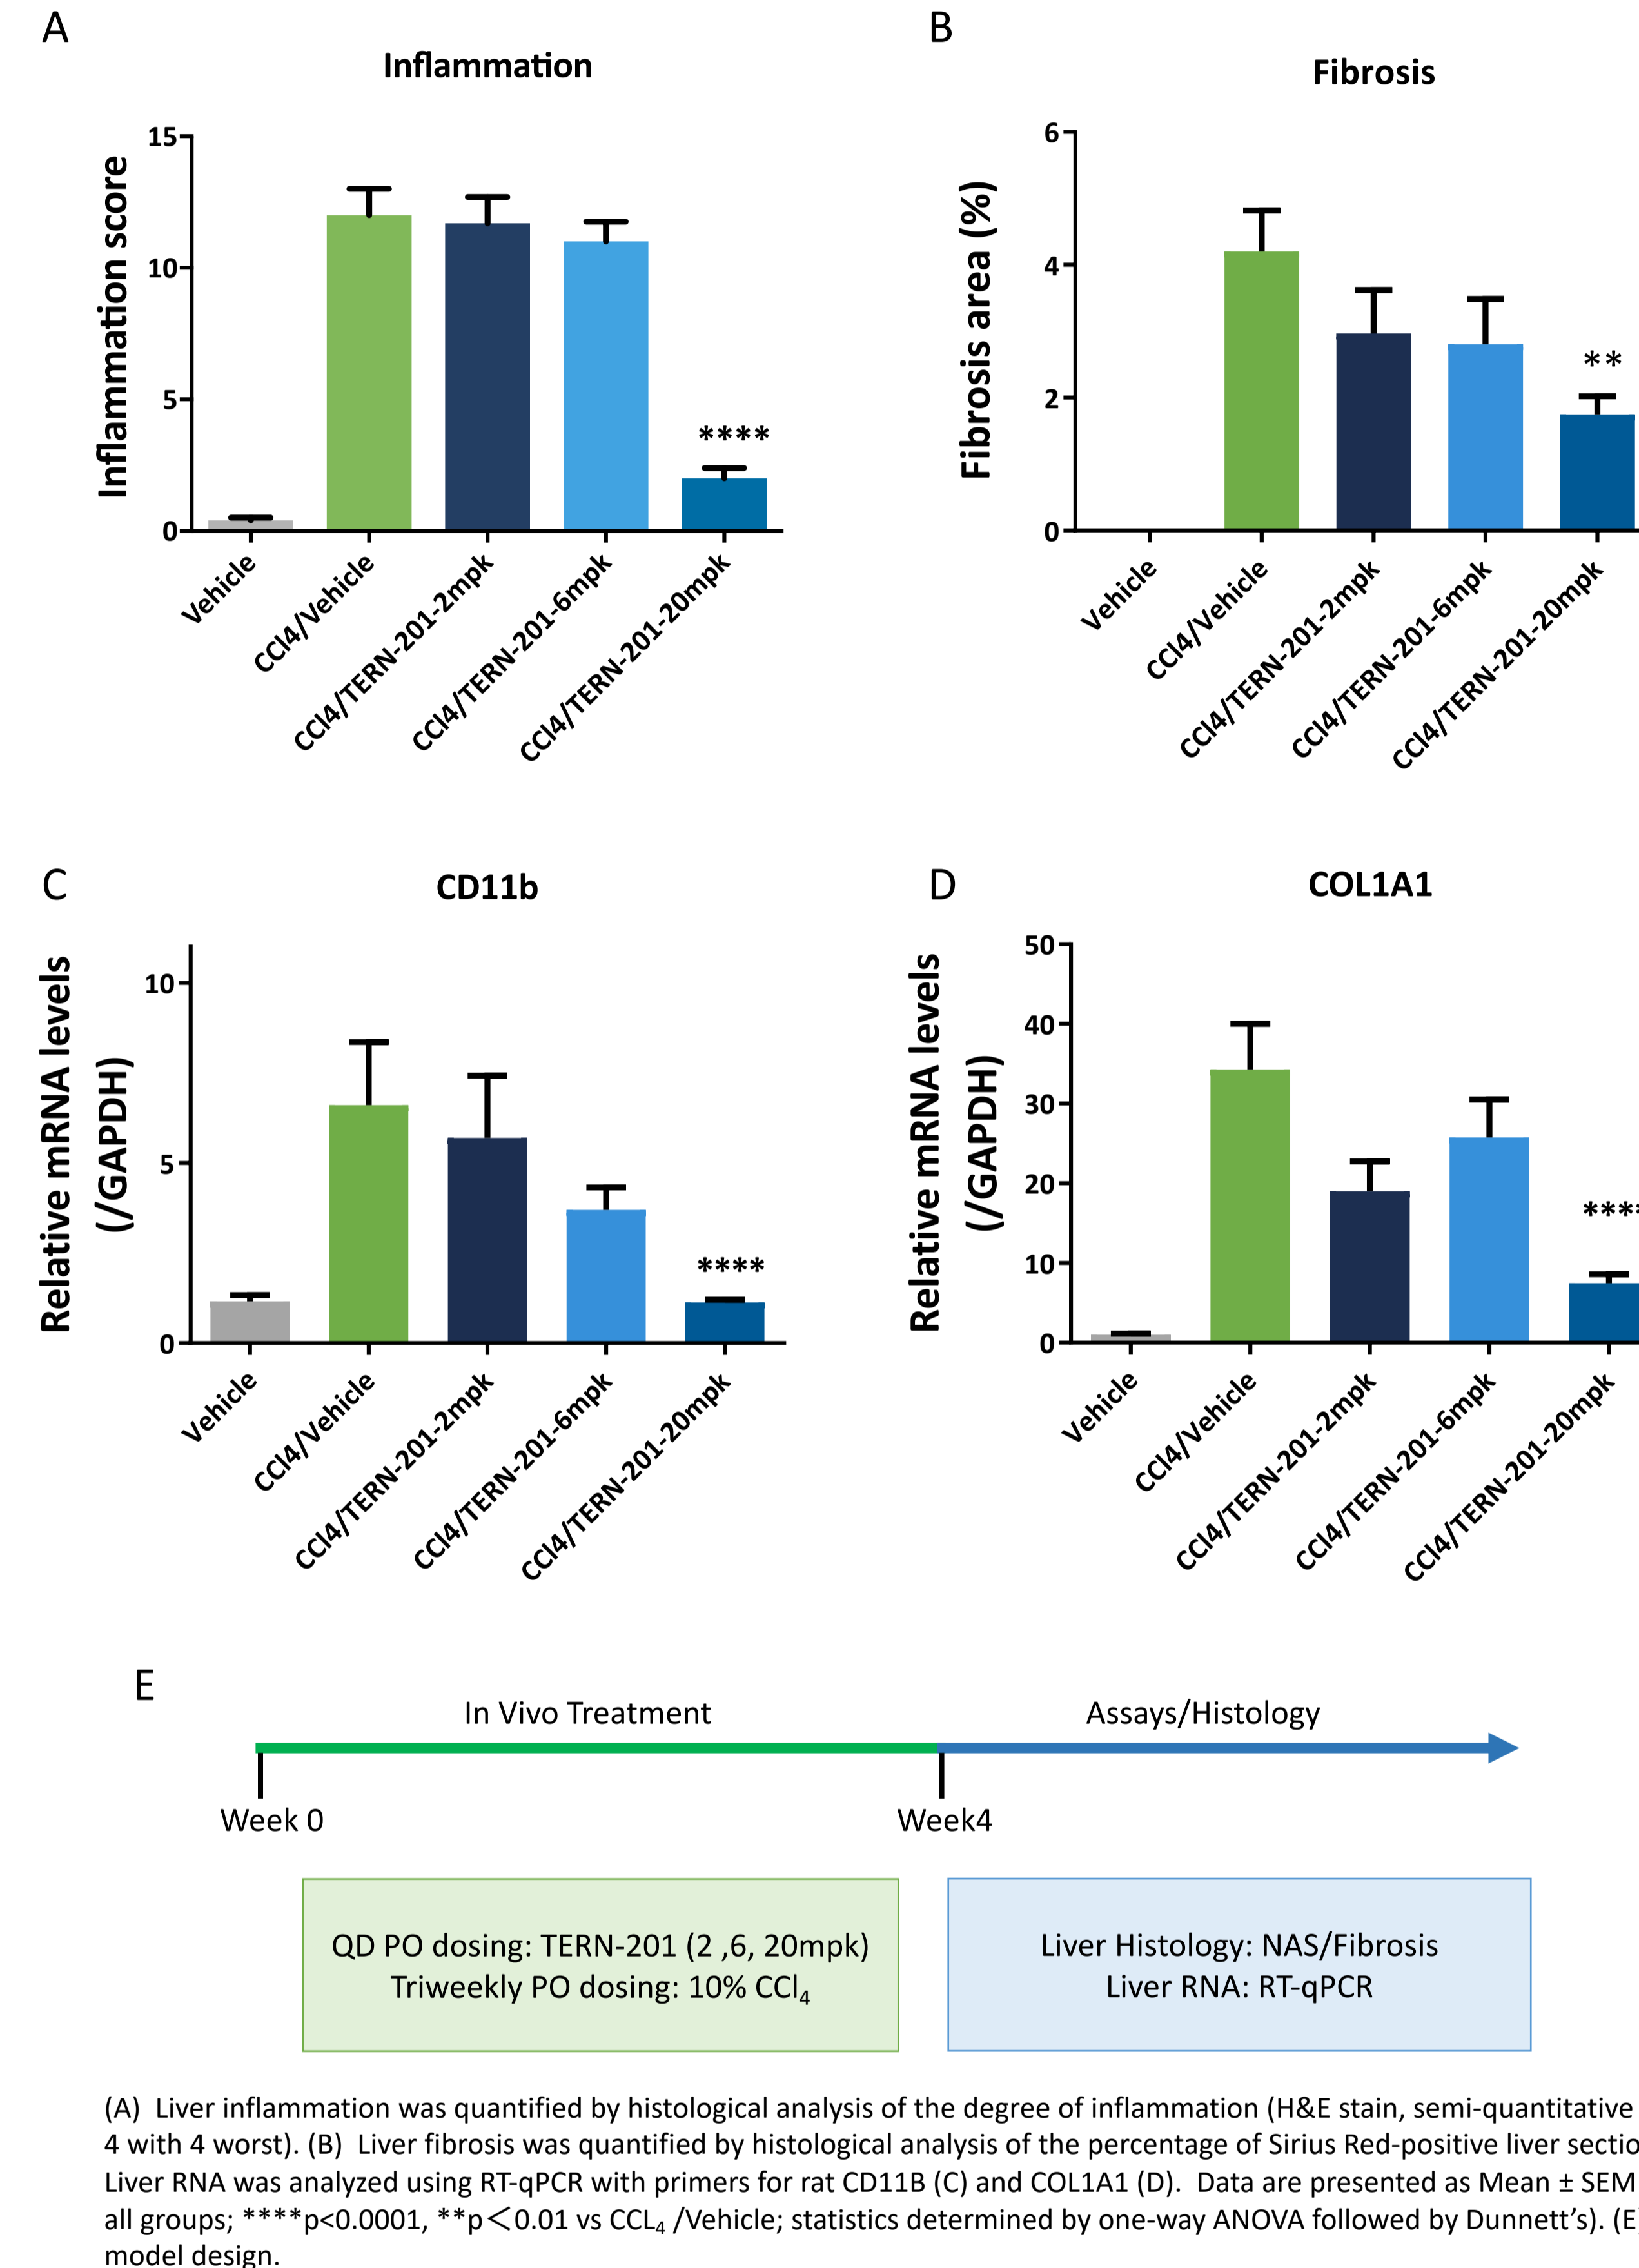 A
Inflammation
Inflammation score
15
10
5
0
****
Vehicle
CCl4/Vehicle
CCl4/TERN-201-2mpk
CCl4/TERN-201-6mpk
CCl4/TERN-201-20mpk
B
Fibrosis
Fibrosis area (%)
6
4
2
0
**
Vehicle
CCl4/Vehicle
CCl4/TERN-201-2mpk
CCl4/TERN-201-6mpk
CCl4/TERN-201-20mpk
C
CD11b
Relative mRNA levels
(/GAPDH)
10
5
0
****
Vehicle
CCl4/Vehicle
CCl4/TERN-201-2mpk
CCl4/TERN-201-6mpk
CCl4/TERN-201-20mpk
D
COL1A1
Relative mRNA levels
(/GAPDH)
50
40
30
20
10
0
****
Vehicle
CCl4/Vehicle
CCl4/TERN-201-2mpk
CCl4/TERN-201-6mpk
CCl4/TERN-201-20mpk
E
In Vivo Treatment
Assays/Histology
Week 0
Week4
QD PO dosing: TERN-201 (2 ,6, 20mpk)
Triweekly PO dosing: 10% CCl₄
Liver Histology: NAS/Fibrosis
Liver RNA: RT-qPCR
(A) Liver inflammation was quantified by histological analysis of the degree of inflammation (H&E stain, semi-quantitative
4 with 4 worst). (B) Liver fibrosis was quantified by histological analysis of the percentage of Sirius Red-positive liver
Liver RNA was analyzed using RT-qPCR with primers for rat CD11B (C) and COL1A1 (D). Data are presented as Mean ± SEM
all groups; ****p<0.0001, **p＜0.01 vs CCL₄ /Vehicle; statistics determined by one-way ANOVA followed by Dunnett’s). (E
model design.